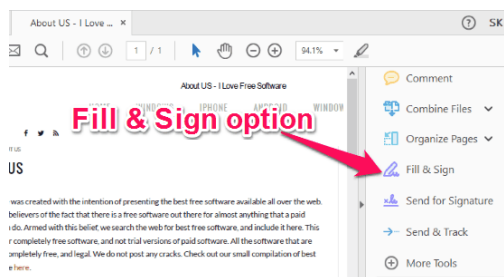 About US - I Love ... ×
SK
1 / 1
94.1%
About US - I Love Free Software
HOME WINDOWS IPHONE ANDROID WINDOW
Fill & Sign option
US
was created with the intention of presenting the best free software available all over the web.
believers of the fact that there is a free software out there for almost anything that a paid
n do. Armed with this belief, we search the web for best free software, and include it here. This
r completely free software, and not trial versions of paid software. All the software that are
ompletely free, and legal. We do not post any cracks. Check out our small compilation of best
e here.
Comment
Combine Files
Organize Pages
Fill & Sign
Send for Signature
Send & Track
More Tools